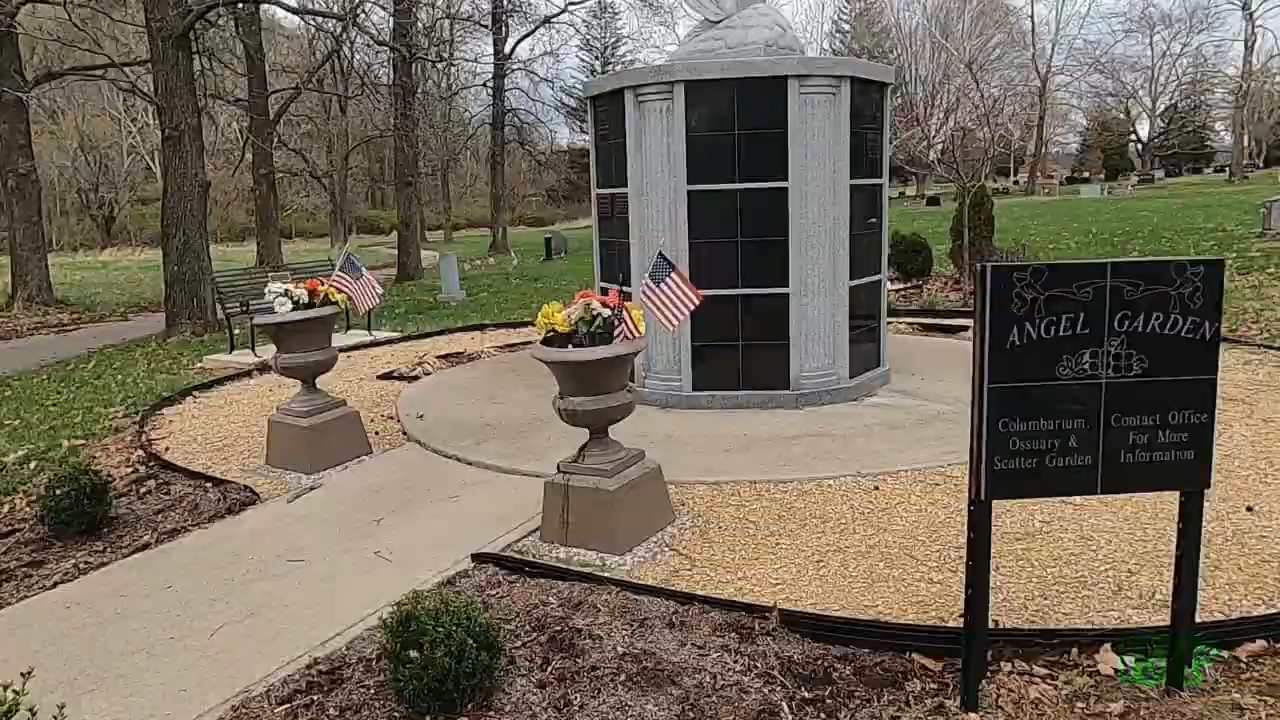 ANGEL GARDEN
Columbarium,
Ossuary &
Scatter Garden
Contact Office
For More
Information